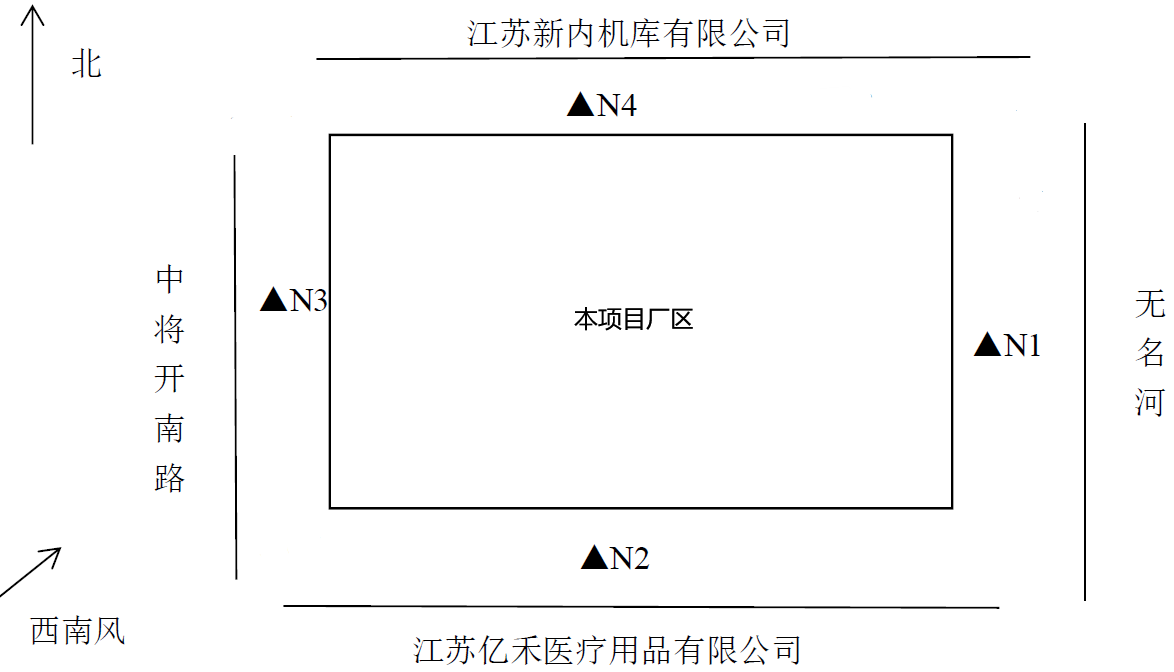 江苏新内机库有限公司
北
▲N4
中将开南路
▲N3
本项目厂区
▲N1
无名河
▲N2
西南风
江苏亿禾医疗用品有限公司